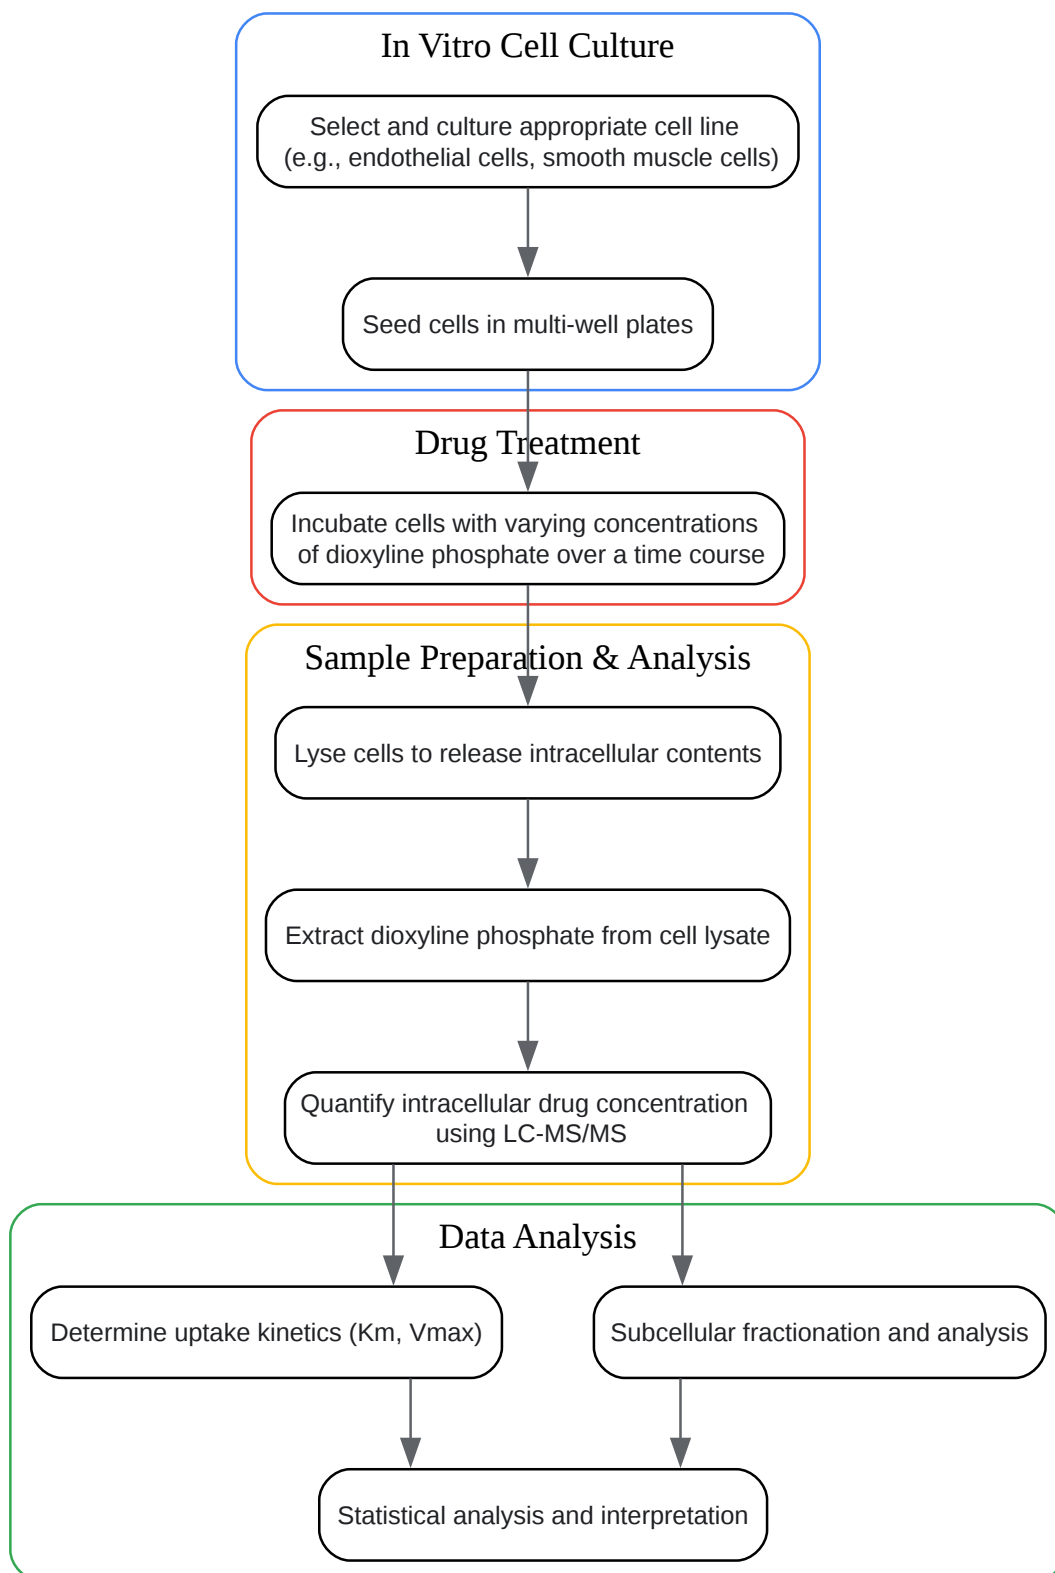 In Vitro Cell Culture
Select and culture appropriate cell line
(e.g., endothelial cells, smooth muscle cells)
Seed cells in multi-well plates
Drug Treatment
Incubate cells with varying concentrations
of dioxyline phosphate over a time course
Sample Preparation & Analysis
Lyse cells to release intracellular contents
Extract dioxyline phosphate from cell lysate
Quantify intracellular drug concentration
using LC-MS/MS
Data Analysis
Determine uptake kinetics (Km, Vmax)
Subcellular fractionation and analysis
Statistical analysis and interpretation